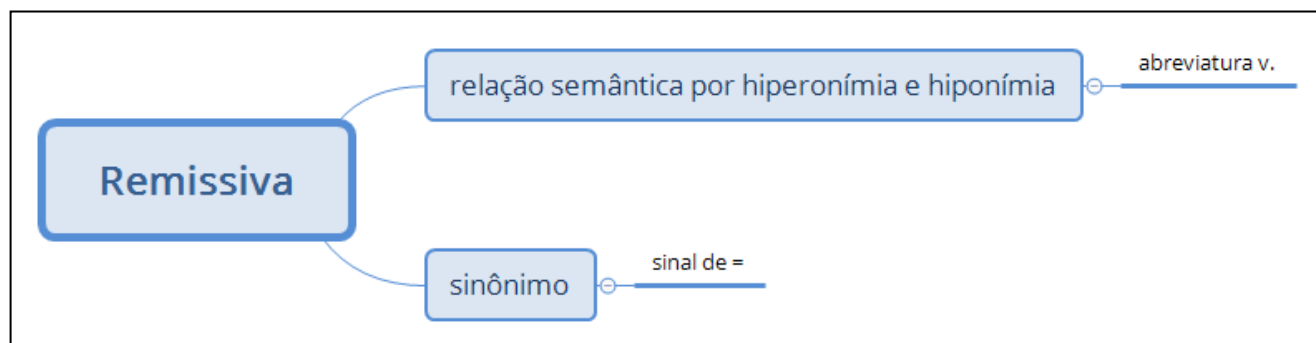 Remissiva
relação semântica por hiperonímia e hiponímia
abreviatura v.
sinônimo
sinal de =